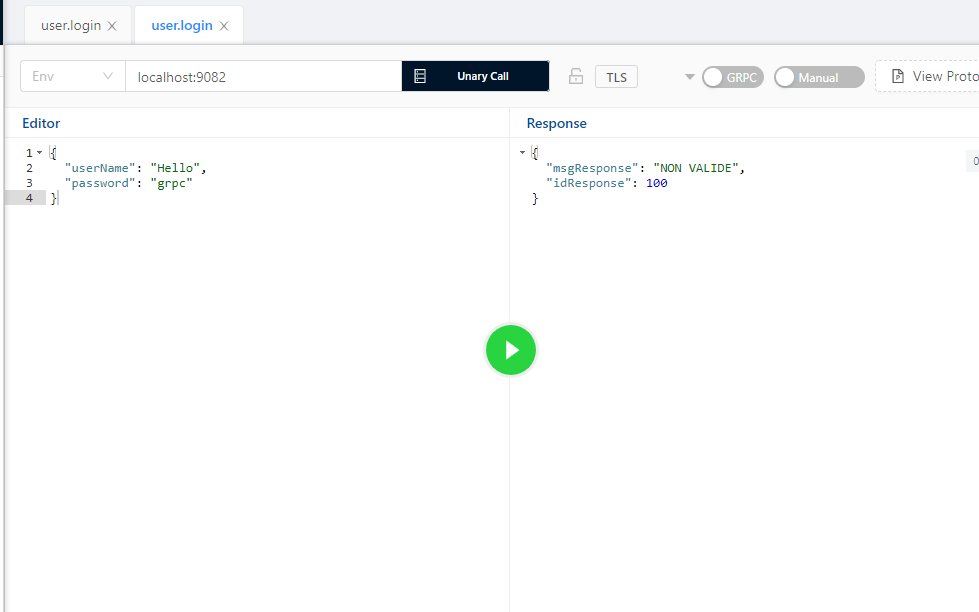 user.login user.login
Env localhost:9082 Unary Call TLS GRPC Manual View Proto
Editor Response
1 {
2 "userName": "Hello",
3 "password": "grpc"
4 }
{
"msgResponse": "NON VALIDE",
"idResponse": 100
}
0